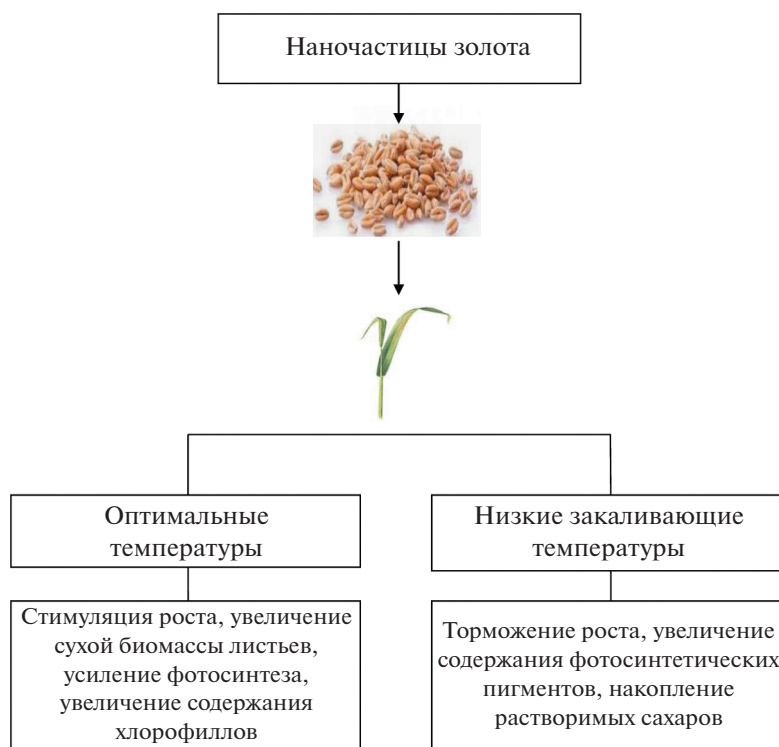 Наночастицы золота
Оптимальные
температуры
Низкие закаливающие
температуры
Стимуляция роста, увеличение
сухой биомассы листьев,
усиление фотосинтеза,
увеличение содержания
хлорофиллов
Торможение роста, увеличение
содержания фотосинтетических
пигментов, накопление
растворимых сахаров